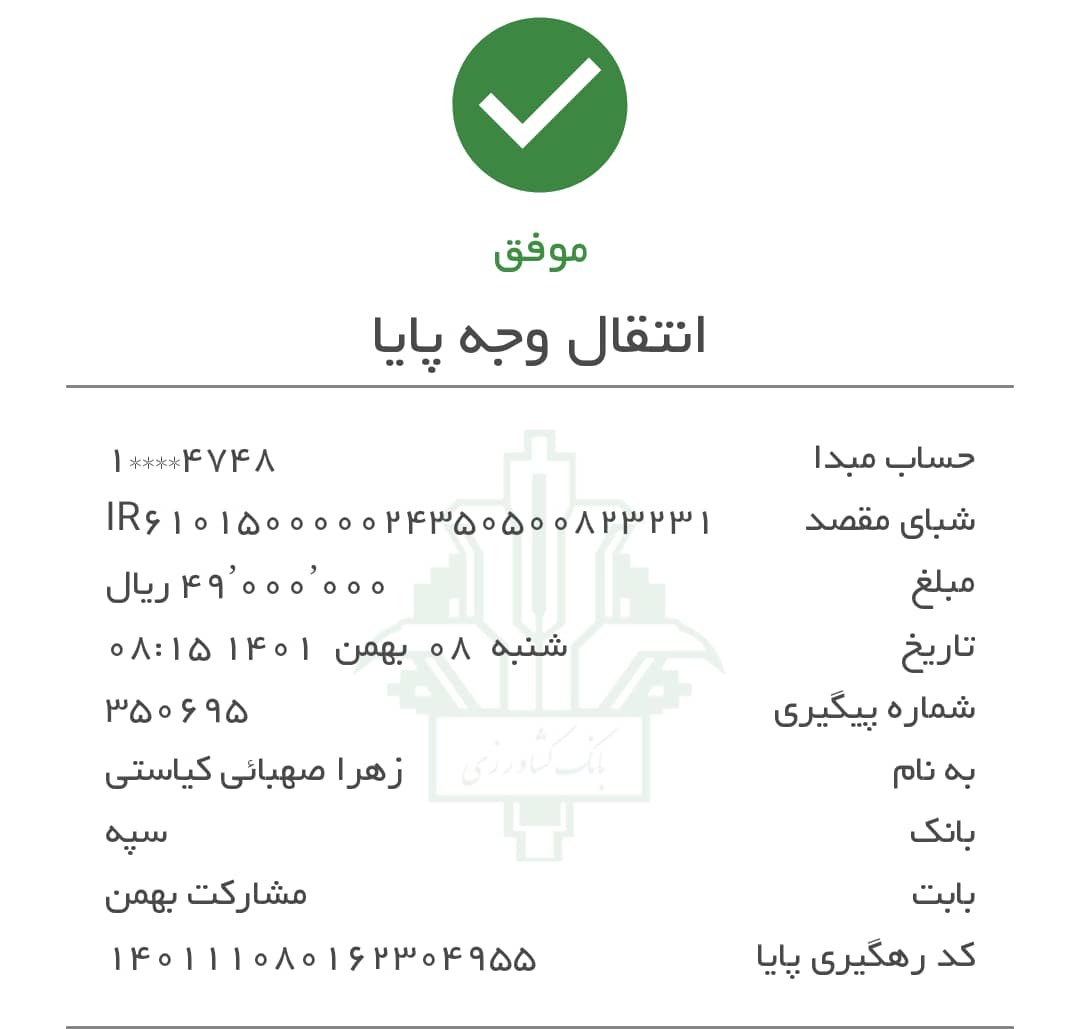 موفق
انتقال وجه پایا
حساب مبدا ۱****۴۷۴۸
شبای مقصد IR۶۱۰۱۵۰۰۰۰۰۲۴۳۵۰۵۰۰۸۲۳۲۳۱
مبلغ ۴۹٬۰۰۰٬۰۰۰ ریال
تاریخ شنبه ۰۸ بهمن ۱۴۰۱ ۰۸:۱۵
شماره پیگیری ۳۵۰۶۹۵
به نام زهرا صهبائی کیاستی
بانک کشاورزی
بانک سپه
بابت مشارکت بهمن
کد رهگیری پایا ۱۴۰۱۱۱۰۸۰۱۶۲۳۰۴۹۵۵